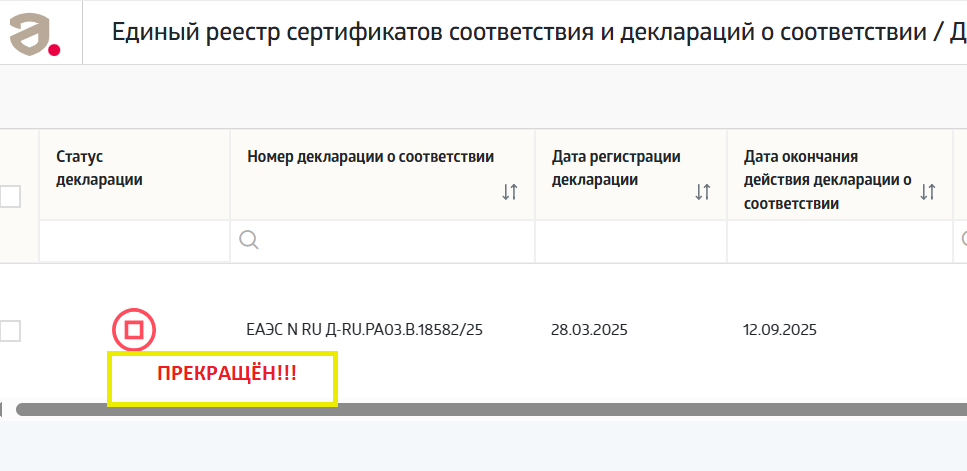 Единый реестр сертификатов соответствия и деклараций о соответствии / Д
Статус
декларации
Номер декларации о соответствии
Дата регистрации
декларации
Дата окончания
действия декларации о
соответствии
ЕАЭС N RU Д-RU.РА03.В.18582/25
28.03.2025
12.09.2025
ПРЕКРАЩЁН!!!